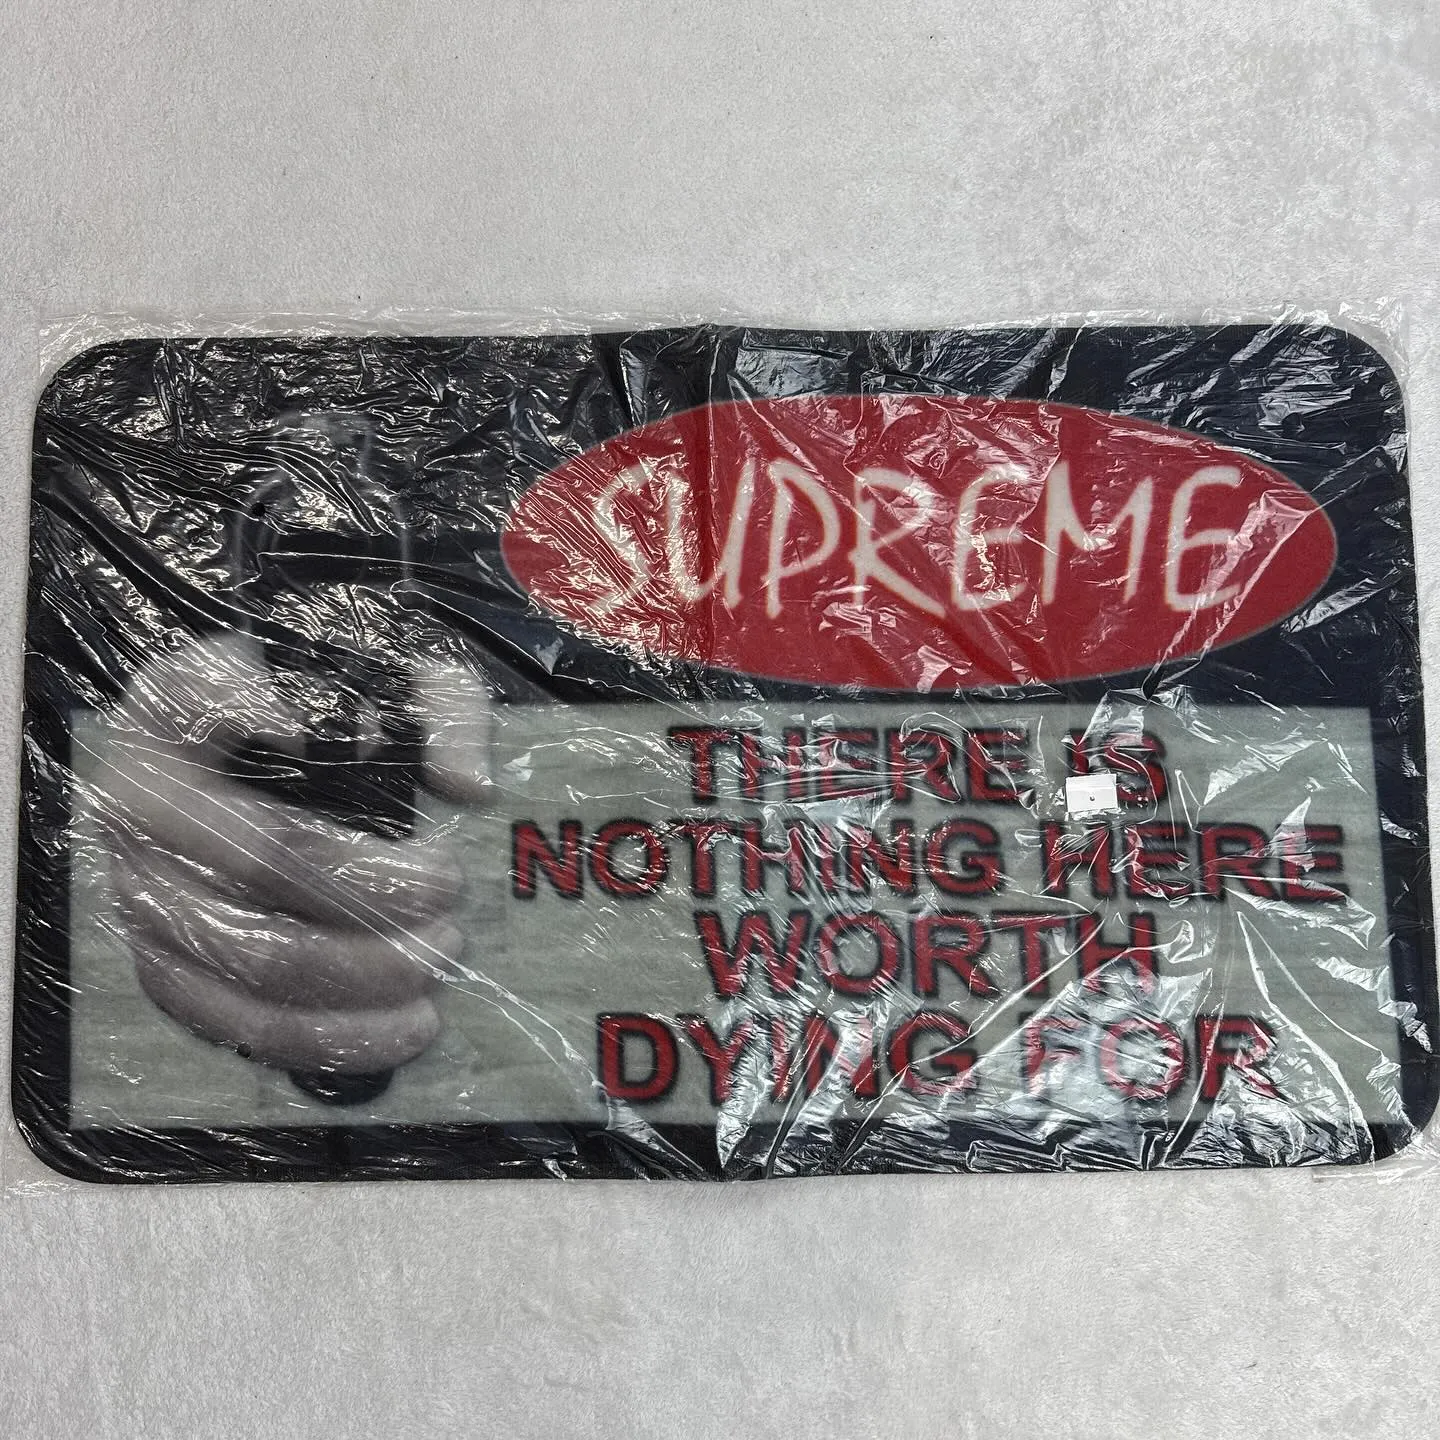 SUPREME
THERE IS
NOTHING HERE
WORTH
DYING FOR